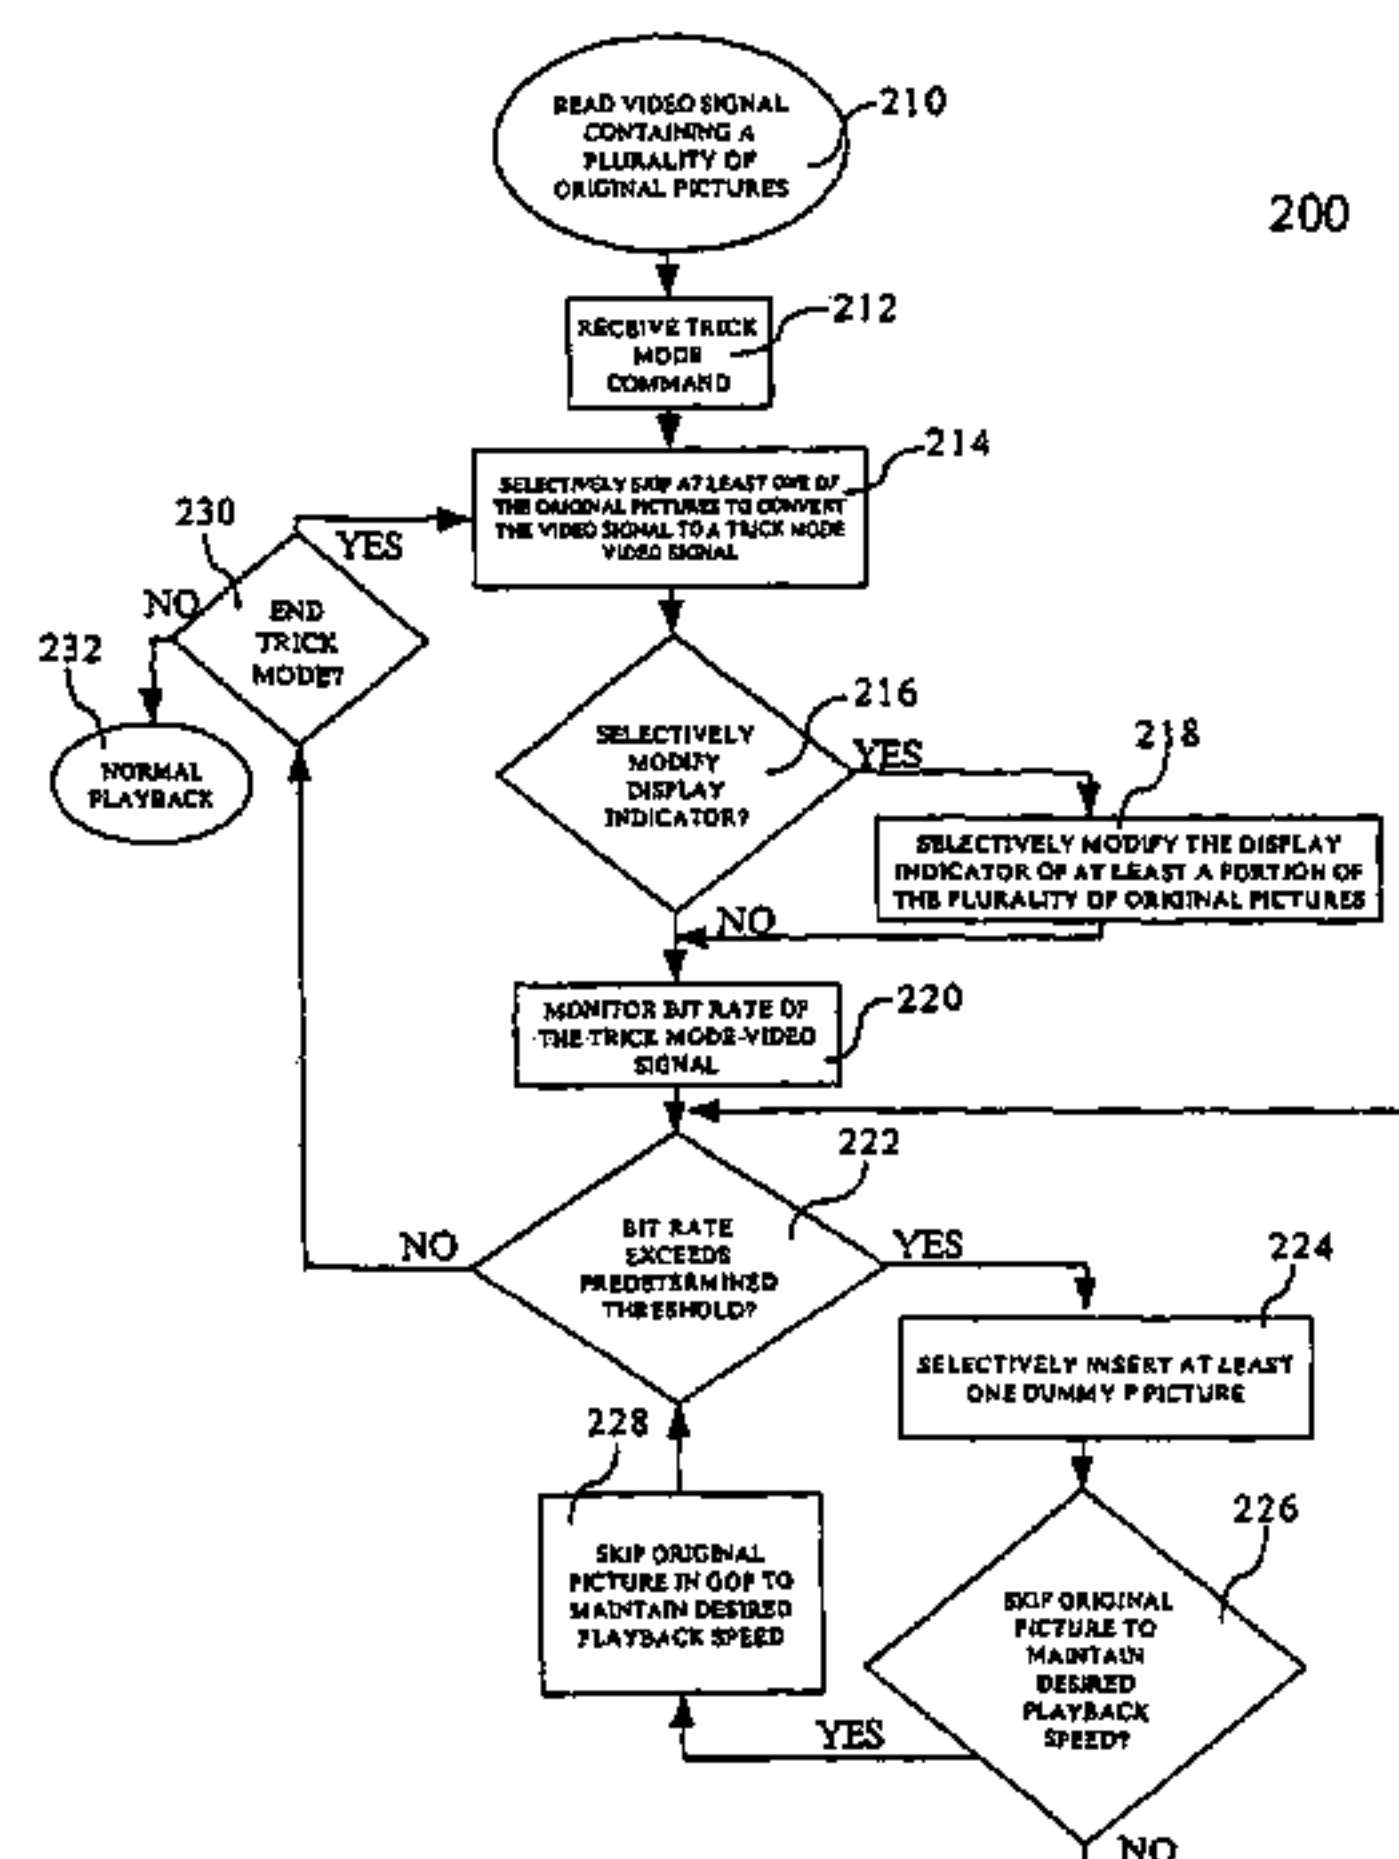 READ VIDEO SIGNAL
CONTAINING A
PLURALITY OF
ORIGINAL PICTURES
210
200
RECEIVE TRICK
MODE
COMMAND
212
SELECTIVELY SKIP AT LEAST ONE OF
THE ORIGINAL PICTURES TO CONVERT
THE VIDEO SIGNAL TO A TRICK MODE
VIDEO SIGNAL
214
230
YES
NO
END
TRICK
MODE?
232
NORMAL
PLAYBACK
SELECTIVELY
MODIFY
DISPLAY
INDICATOR?
216
YES
218
SELECTIVELY MODIFY THE DISPLAY
INDICATOR OF AT LEAST A PORTION OF
THE PLURALITY OF ORIGINAL PICTURES
NO
MONITOR BIT RATE OF
THE TRICK MODE-VIDEO
SIGNAL
220
222
BIT RATE
EXCEEDS
PREDETERMINED
THRESHOLD?
NO
YES
224
SELECTIVELY INSERT AT LEAST
ONE DUMMY P PICTURE
228
SKIP ORIGINAL
PICTURE IN GOP TO
MAINTAIN DESIRED
PLAYBACK SPEED
226
SKIP ORIGINAL
PICTURE TO
MAINTAIN
DESIRED
PLAYBACK
SPEED?
YES
NO